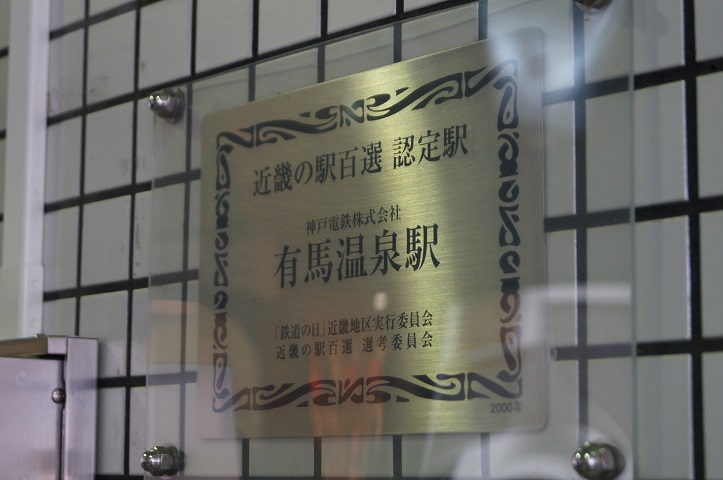 近畿の駅百選 認定駅
神戸電鉄株式会社
有馬温泉駅
「鉄道の日」近畿地区実行委員会
近畿の駅百選 選考委員会
2000年